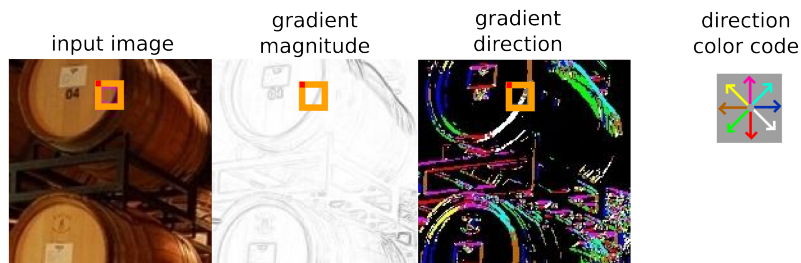 input image
gradient
magnitude
gradient
direction
direction
color code
04